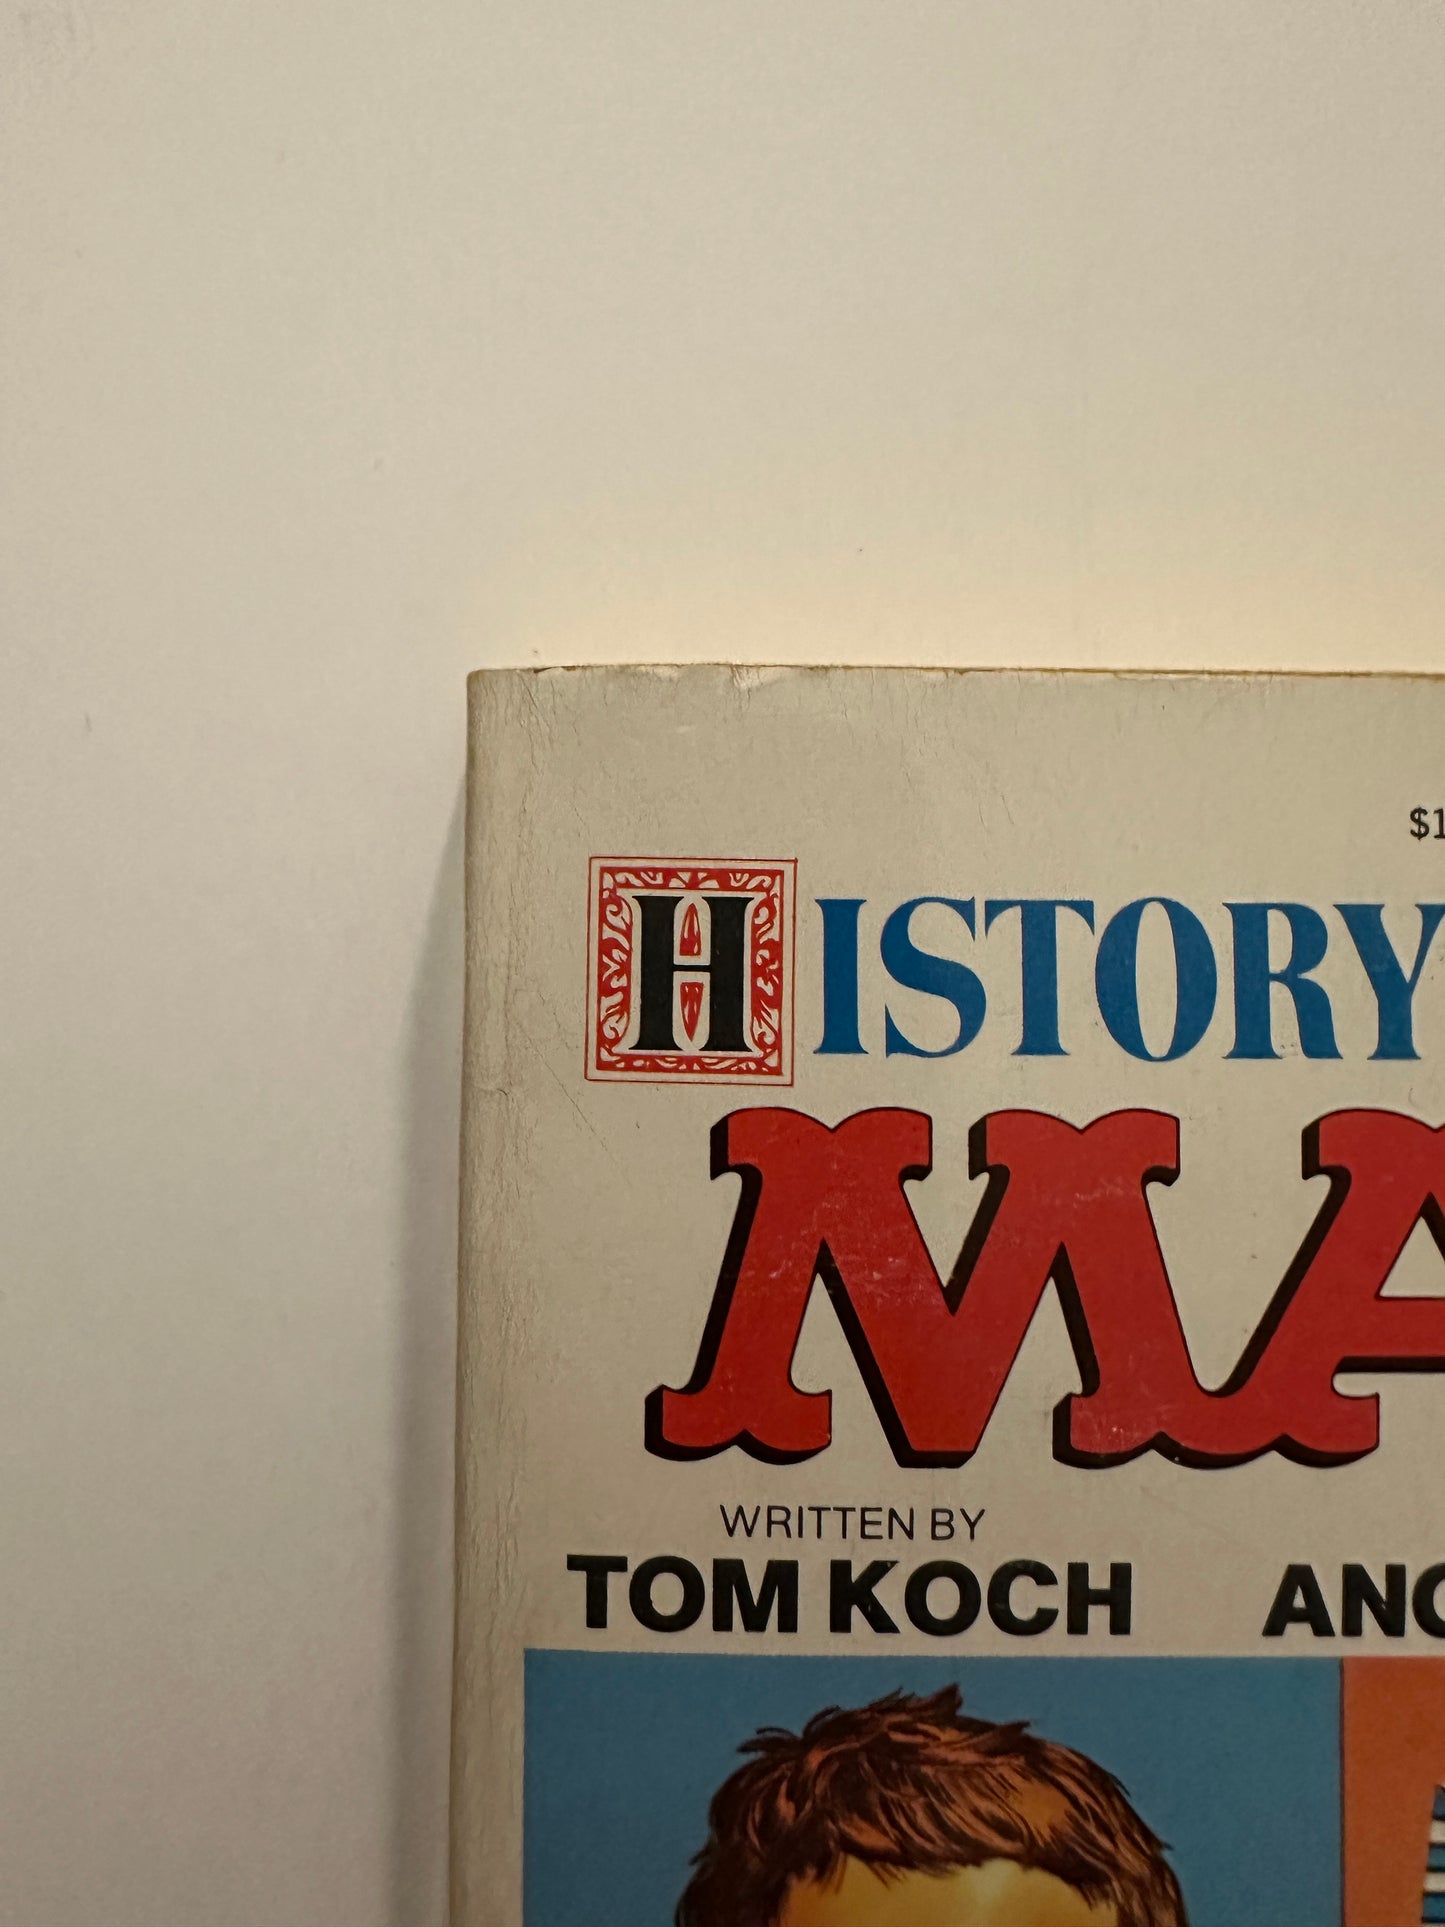 $1
HISTORY
MA
WRITTEN BY
TOM KOCH AN